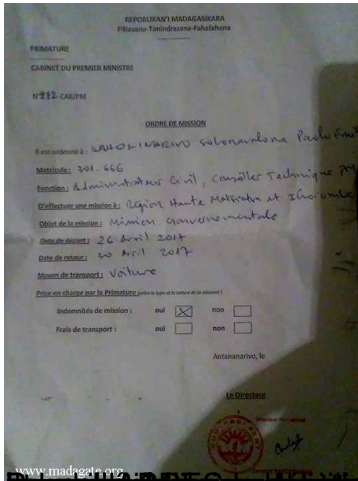 REPOBLIKAN'I MADAGASIKARA
Fitiavana-Tanindrazana-Fahafahana
PRIMATURE
CABINET DU PREMIER MINISTRE
N°272-CAB/PM
ORDRE DE MISSION
Il est ordonné à : Solonavalona Paulo
Matricule : 301.666
Fonction : Administrateur Civil, Conseiller Technique PM
D'effectuer une mission à : Région Haute Matsiatra et Ihorombe
Objet de la mission : Mission Gouvernementale
Date de départ : 26 Avril 2017
Date de retour : 30 Avril 2017
Moyen de transport : Voiture
Prise en charge par la Primature
Indemnités de mission : oui X non
Frais de transport : oui non
Antananarivo, le
Le Directeur
www.madagate.org